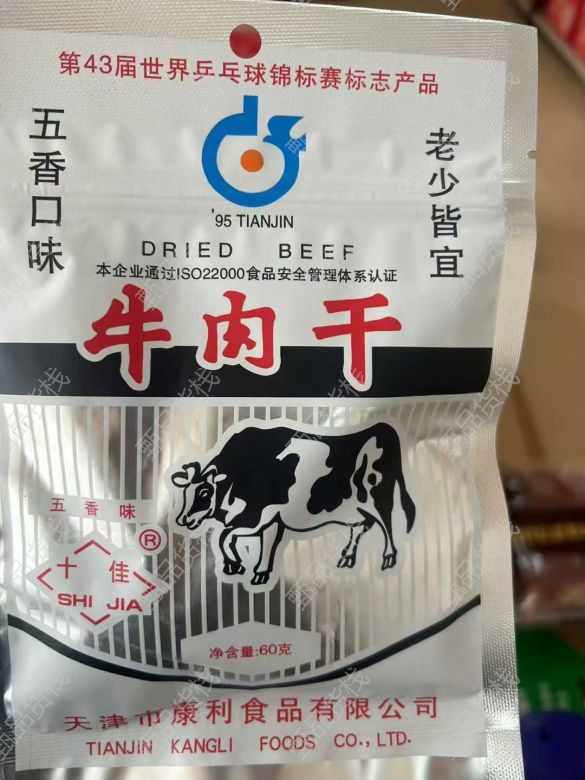 第43届世界乒乓球锦标赛标志产品
五香口味
老少皆宜
'95 TIANJIN
DRIED BEEF
本企业通过ISO22000食品安全管理体系认证
牛肉干
五香味
®
十佳
SHI JIA
净含量:60克
天津市康利食品有限公司
TIANJIN KANGLI FOODS CO., LTD.